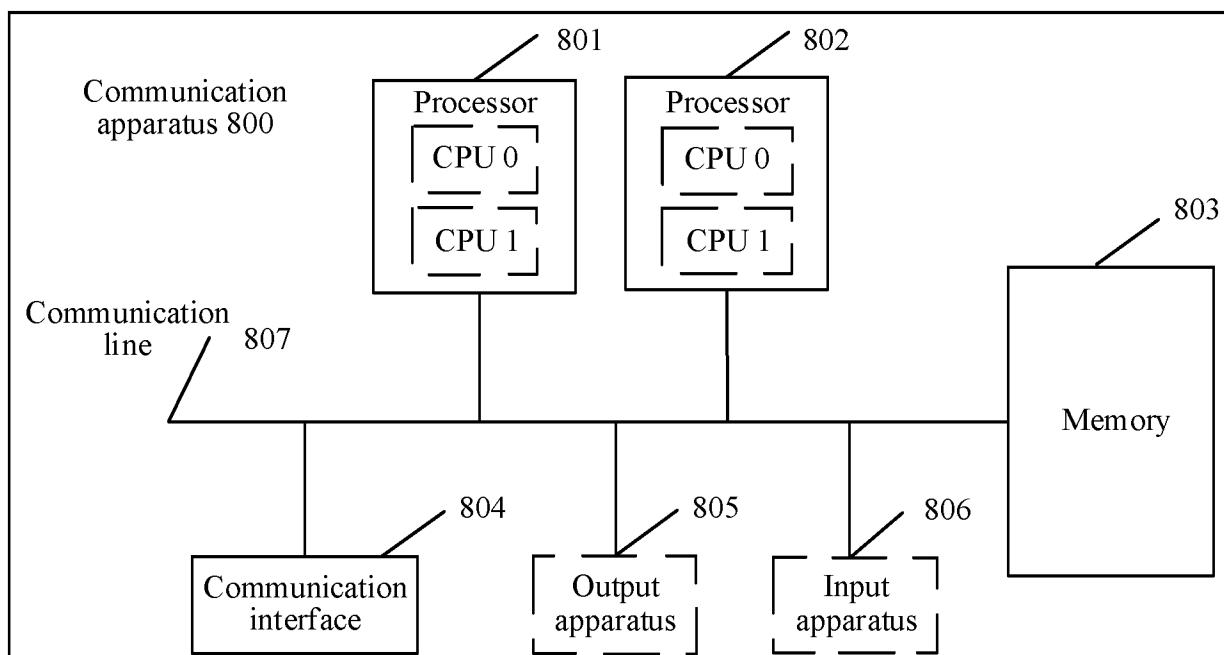 801
802
Communication
apparatus 800
Processor
CPU 0
CPU 1
Processor
CPU 0
CPU 1
803
Communication
line
807
Memory
804
805
806
Communication
interface
Output
apparatus
Input
apparatus